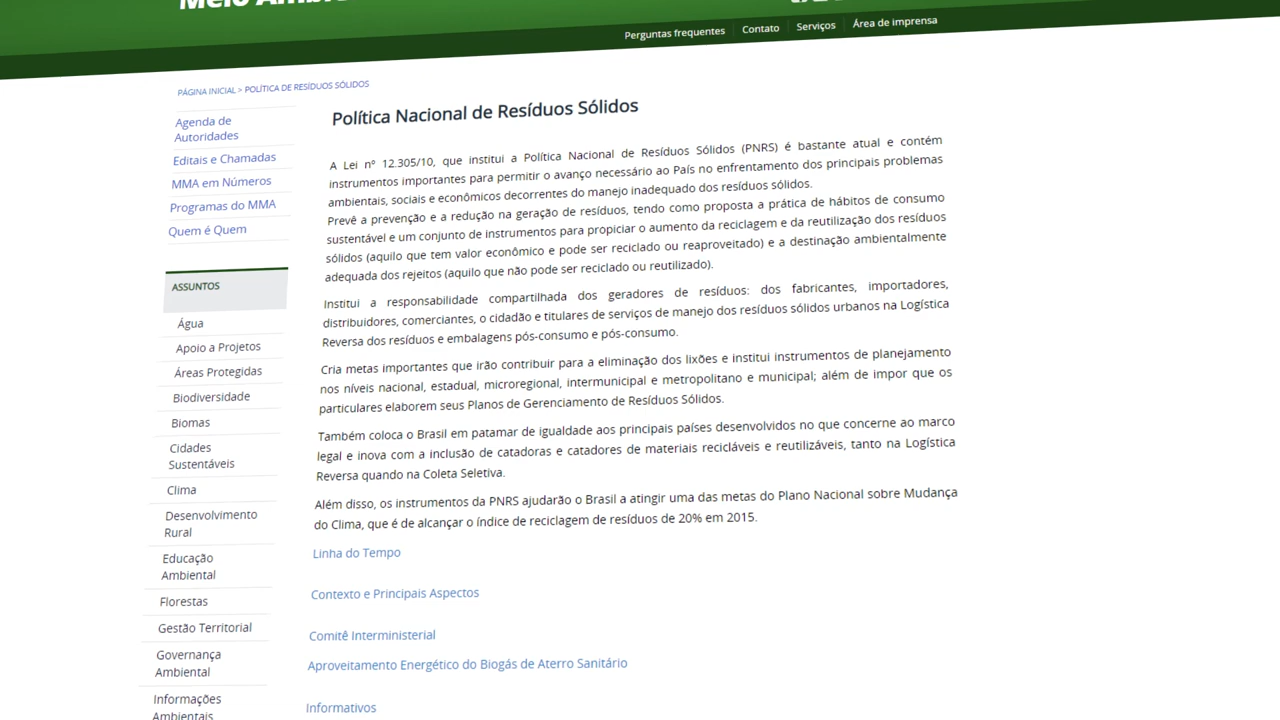 Perguntas frequentes Contato Serviços Área de imprensa
PÁGINA INICIAL > POLÍTICA DE RESÍDUOS SÓLIDOS
Agenda de
Autoridades
Editais e Chamadas
MMA em Números
Programas do MMA
Quem é Quem
ASSUNTOS
Água
Apoio a Projetos
Áreas Protegidas
Biodiversidade
Biomas
Cidades
Sustentáveis
Clima
Desenvolvimento
Rural
Educação
Ambiental
Florestas
Gestão Territorial
Governança
Ambiental
Informações
Ambientais
Política Nacional de Resíduos Sólidos
A Lei nº 12.305/10, que institui a Política Nacional de Resíduos Sólidos (PNRS) é bastante atual e contém
instrumentos importantes para permitir o avanço necessário ao País no enfrentamento dos principais problemas
ambientais, sociais e econômicos decorrentes do manejo inadequado dos resíduos sólidos.
Prevê a prevenção e a redução na geração de resíduos, tendo como proposta a prática de hábitos de consumo
sustentável e um conjunto de instrumentos para propiciar o aumento da reciclagem e da reutilização dos resíduos
sólidos (aquilo que tem valor econômico e pode ser reciclado ou reaproveitado) e a destinação ambientalmente
adequada dos rejeitos (aquilo que não pode ser reciclado ou reutilizado).
Institui a responsabilidade compartilhada dos geradores de resíduos: dos fabricantes, importadores,
distribuidores, comerciantes, o cidadão e titulares de serviços de manejo dos resíduos sólidos urbanos na Logística
Reversa dos resíduos e embalagens pós-consumo e pós-consumo.
Cria metas importantes que irão contribuir para a eliminação dos lixões e institui instrumentos de planejamento
nos níveis nacional, estadual, microregional, intermunicipal e metropolitano e municipal; além de impor que os
particulares elaborem seus Planos de Gerenciamento de Resíduos Sólidos.
Também coloca o Brasil em patamar de igualdade aos principais países desenvolvidos no que concerne ao marco
legal e inova com a inclusão de catadoras e catadores de materiais recicláveis e reutilizáveis, tanto na Logística
Reversa quando na Coleta Seletiva.
Além disso, os instrumentos da PNRS ajudarão o Brasil a atingir uma das metas do Plano Nacional sobre Mudança
do Clima, que é de alcançar o índice de reciclagem de resíduos de 20% em 2015.
Linha do Tempo
Contexto e Principais Aspectos
Comitê Interministerial
Aproveitamento Energético do Biogás de Aterro Sanitário
Informativos